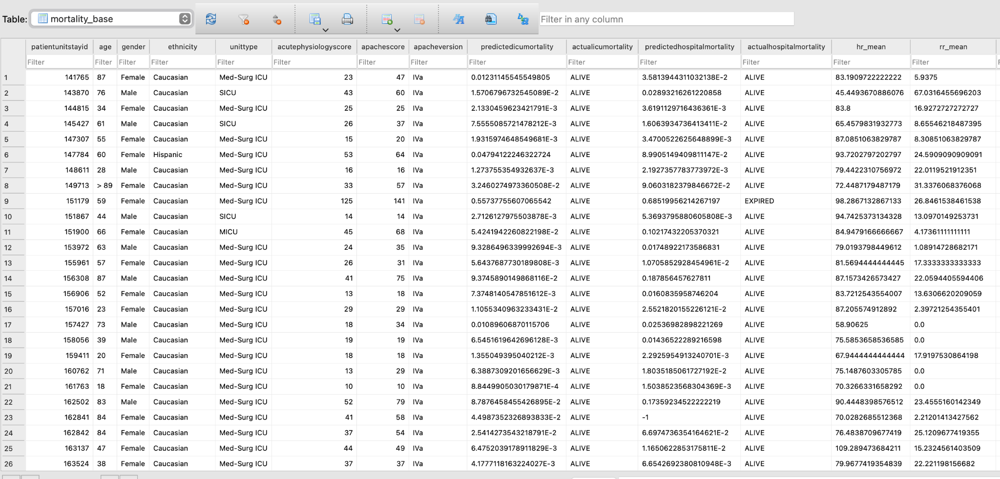 Table: mortality_base Filter in any column
patientunitstayid age gender ethnicity unittype acutephysiologyscore apachescore apacheversion predictedicumortality actualicumortality predictedhospitalmortality actualhospitalmortality hr_mean rr_mean
Filter Filter Filter Filter Filter Filter Filter Filter Filter Filter Filter Filter Filter Filter
1 141765 87 Female Caucasian Med-Surg ICU 23 47 IVa 0.01231145545549805 ALIVE 3.5813944311032138E-2 ALIVE 83.1909722222222 5.9375
2 143870 76 Male Caucasian SICU 43 60 IVa 1.5706796732545089E-2 ALIVE 0.02893216261220858 ALIVE 45.4493670886076 67.0316455696203
3 144815 34 Female Caucasian Med-Surg ICU 25 25 IVa 2.1330459623421791E-3 ALIVE 3.6191129716436361E-3 ALIVE 83.8 16.9272727272727
4 145427 61 Male Caucasian SICU 26 37 IVa 7.5555085721478212E-3 ALIVE 1.6063934736413411E-2 ALIVE 65.4579831932773 8.65546218487395
5 147307 55 Female Caucasian Med-Surg ICU 15 20 IVa 1.9315974648549681E-3 ALIVE 3.4700522625648899E-3 ALIVE 87.0851063829787 8.30851063829787
6 147784 60 Female Hispanic Med-Surg ICU 53 64 IVa 0.04794122246322724 ALIVE 8.9905149409811147E-2 ALIVE 93.7202797202797 24.5909090909091
7 148611 28 Male Caucasian Med-Surg ICU 16 16 IVa 1.273755354932637E-3 ALIVE 2.1927357783773972E-3 ALIVE 79.4422310756972 22.0119521912351
8 149713 > 89 Female Caucasian Med-Surg ICU 33 57 IVa 3.2460274973360508E-2 ALIVE 9.0603182379846672E-2 ALIVE 72.4487179487179 31.3376068376068
9 151179 59 Female Caucasian Med-Surg ICU 125 141 IVa 0.55737755607065542 ALIVE 0.68519956214267197 EXPIRED 98.2867132867133 26.8461538461538
10 151867 44 Male Caucasian SICU 14 14 IVa 2.7126127975503878E-3 ALIVE 5.3693795880605808E-3 ALIVE 94.7425373134328 13.0970149253731
11 151900 66 Female Caucasian MICU 45 68 IVa 5.4241942260822198E-2 ALIVE 0.10217432205370321 ALIVE 84.9479166666667 4.17361111111111
12 153972 63 Male Caucasian Med-Surg ICU 24 35 IVa 9.3286496339992694E-3 ALIVE 0.01748922173586831 ALIVE 79.0193798449612 1.08914728682171
13 155961 57 Female Caucasian Med-Surg ICU 26 31 IVa 5.6437687730189808E-3 ALIVE 1.0705852928454961E-2 ALIVE 81.5694444444445 17.3333333333333
14 156308 87 Male Caucasian Med-Surg ICU 41 75 IVa 9.3745890149868116E-2 ALIVE 0.187856457627811 ALIVE 87.1573426573427 22.0594405594406
15 156906 52 Female Caucasian Med-Surg ICU 13 18 IVa 7.3748140547851612E-3 ALIVE 0.0160835958746204 ALIVE 83.7212543554007 13.6306620209059
16 157016 23 Female Caucasian Med-Surg ICU 29 29 IVa 1.1055340963233431E-2 ALIVE 2.5521820155226121E-2 ALIVE 87.205574912892 2.39721254355401
17 157427 73 Male Caucasian Med-Surg ICU 18 34 IVa 0.01089606870115706 ALIVE 0.02536982898221269 ALIVE 58.90625 0.0
18 158056 39 Male Caucasian Med-Surg ICU 19 19 IVa 6.5451619642696128E-3 ALIVE 0.01436522289216598 ALIVE 75.5853658536585 0.0
19 159411 20 Female Caucasian Med-Surg ICU 18 18 IVa 1.355049395040212E-3 ALIVE 2.2925954913240701E-3 ALIVE 67.9444444444444 17.9197530864198
20 160762 71 Male Caucasian Med-Surg ICU 13 29 IVa 6.3887309201656629E-3 ALIVE 1.8035185061727192E-2 ALIVE 75.1487603305785 0.0
21 161763 18 Female Caucasian Med-Surg ICU 10 10 IVa 8.8449905030179871E-4 ALIVE 1.5038523568304369E-3 ALIVE 70.3266331658292 0.0
22 162502 83 Male Caucasian Med-Surg ICU 52 79 IVa 8.7876458455426895E-2 ALIVE 0.17359234522222219 ALIVE 90.4448398576512 23.4555160142349
23 162841 84 Female Caucasian Med-Surg ICU 41 58 IVa 4.4987352326893833E-2 ALIVE -1 ALIVE 70.0282685512368 2.21201413427562
24 162842 84 Female Caucasian Med-Surg ICU 37 54 IVa 2.5414273543218791E-2 ALIVE 6.6974736354164621E-2 ALIVE 76.4838709677419 25.1209677419355
25 163137 47 Female Caucasian Med-Surg ICU 44 49 IVa 6.4752039178911829E-3 ALIVE 1.1650622853175811E-2 ALIVE 109.289473684211 15.2324561403509
26 163524 38 Female Caucasian Med-Surg ICU 37 37 IVa 4.1777118163224027E-3 ALIVE 6.6542692380810948E-3 ALIVE 79.9677419354839 22.221198156682